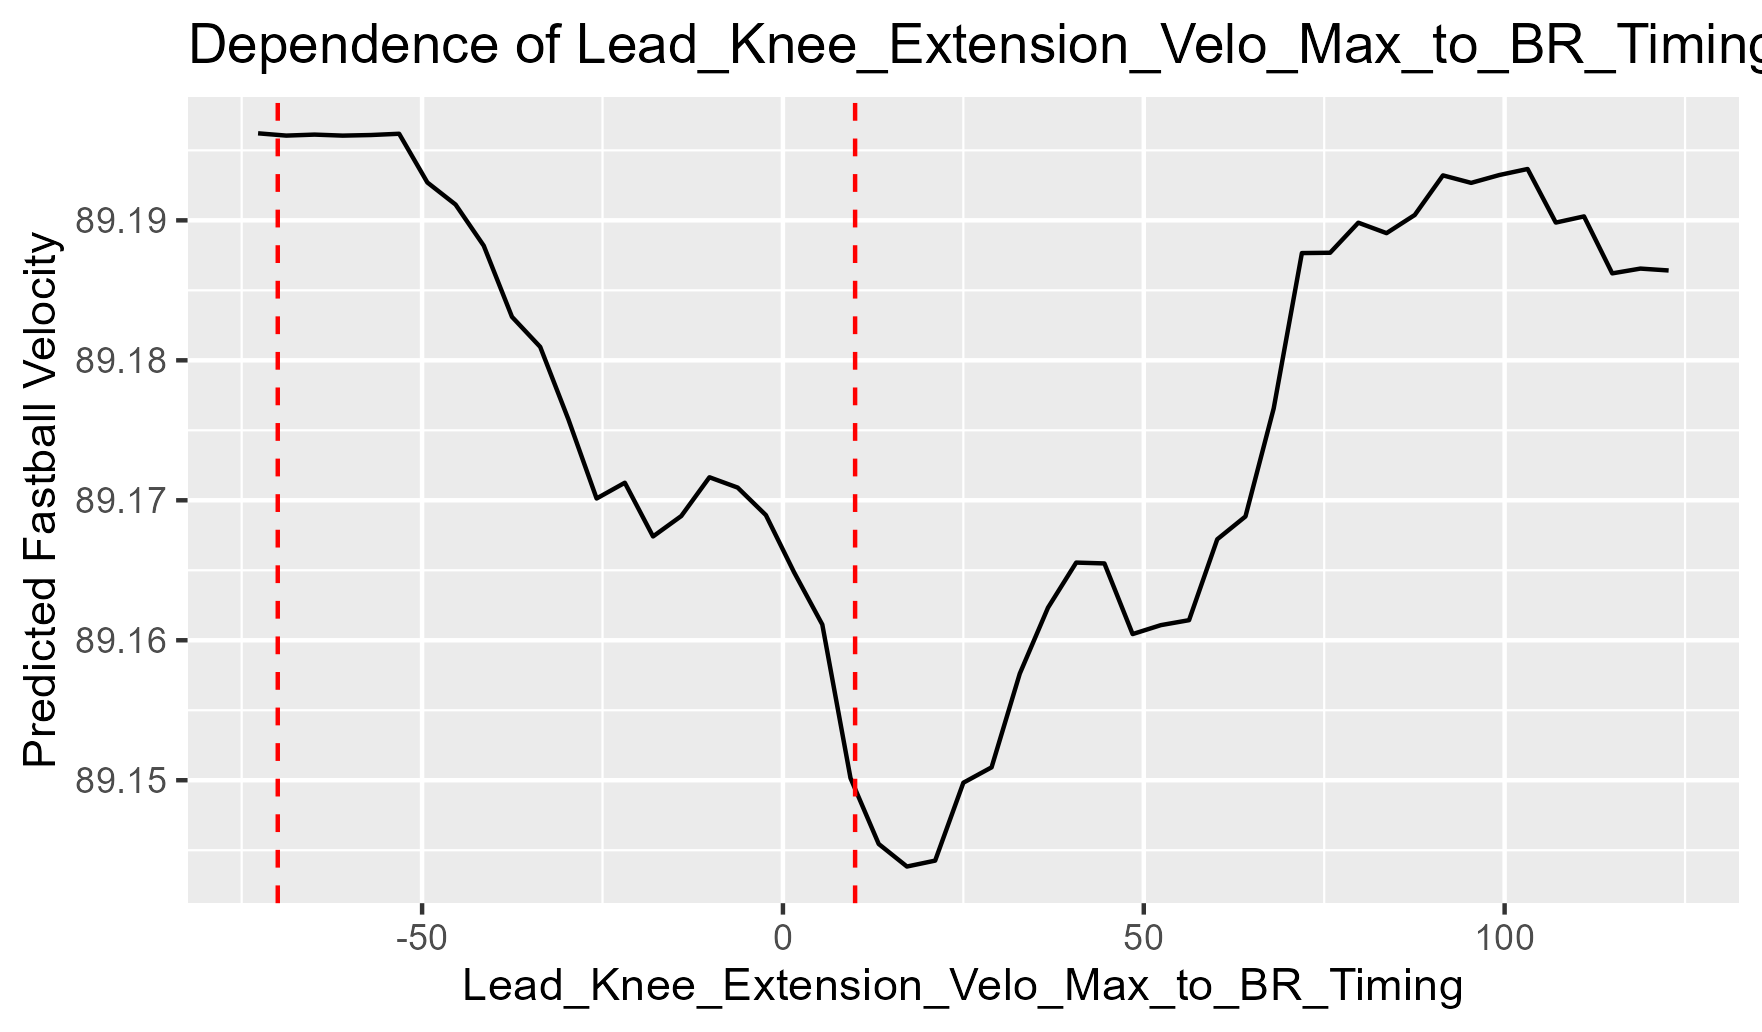 Dependence of Lead_Knee_Extension_Velo_Max_to_BR_Timing
Predicted Fastball Velocity
89.19
89.18
89.17
89.16
89.15
-50 0 50 100
Lead_Knee_Extension_Velo_Max_to_BR_Timing